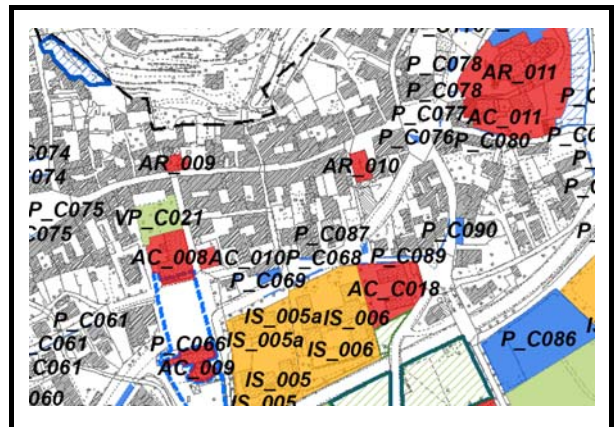 P_C078
AR_011
P_C078
P_C077
AC_011
P_C076
P_C080
C074
074
AR_009
AR_010
P_C075
C075
VP_C021
P_C087
P_C090
AC_008
AC_010
P_C068
P_C089
P_C069
AC_C018
IS_005a
IS_006
P_C061
P_C066
IS_005a
P_C086
C061
IS_006
AC_009
C061
IS_005
060
IS_005